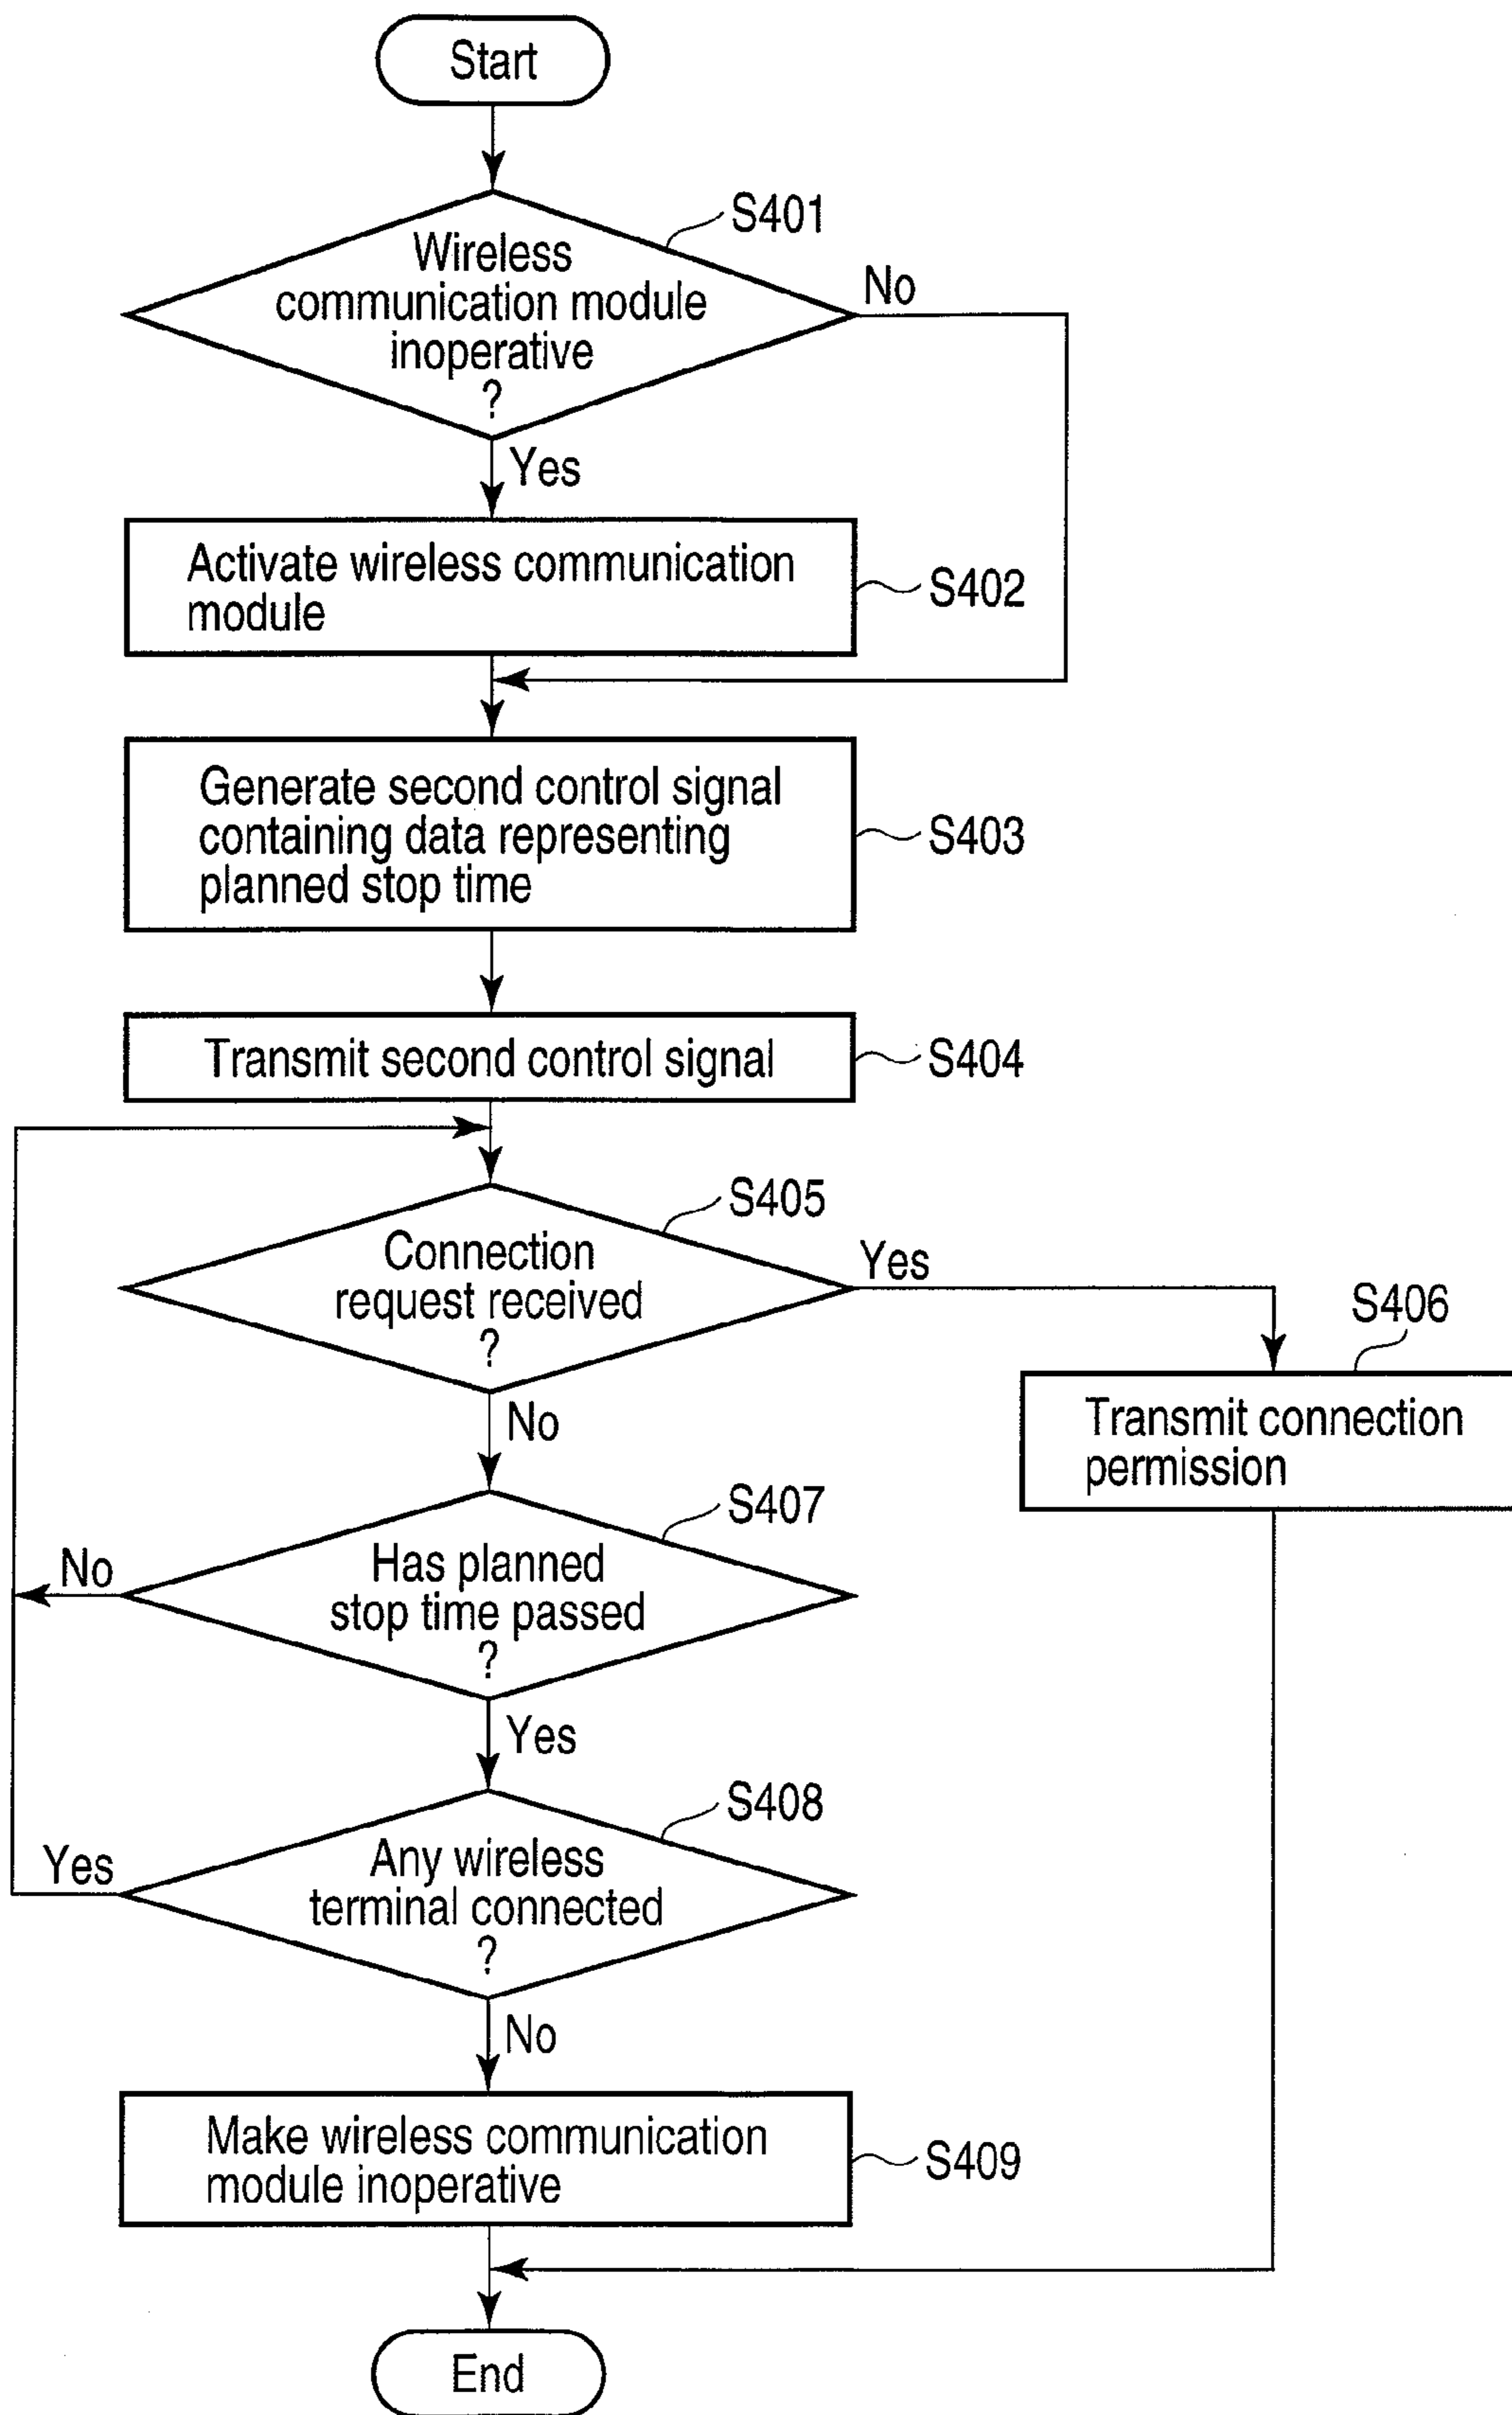 Start
S401
Wireless
communication module
inoperative
?
No
Yes
Activate wireless communication
module
S402
Generate second control signal
containing data representing
planned stop time
S403
Transmit second control signal
S404
S405
Connection
request received
?
Yes
S406
Transmit connection
permission
No
S407
Has planned
stop time passed
?
No
Yes
S408
Any wireless
terminal connected
?
Yes
No
Make wireless communication
module inoperative
S409
End